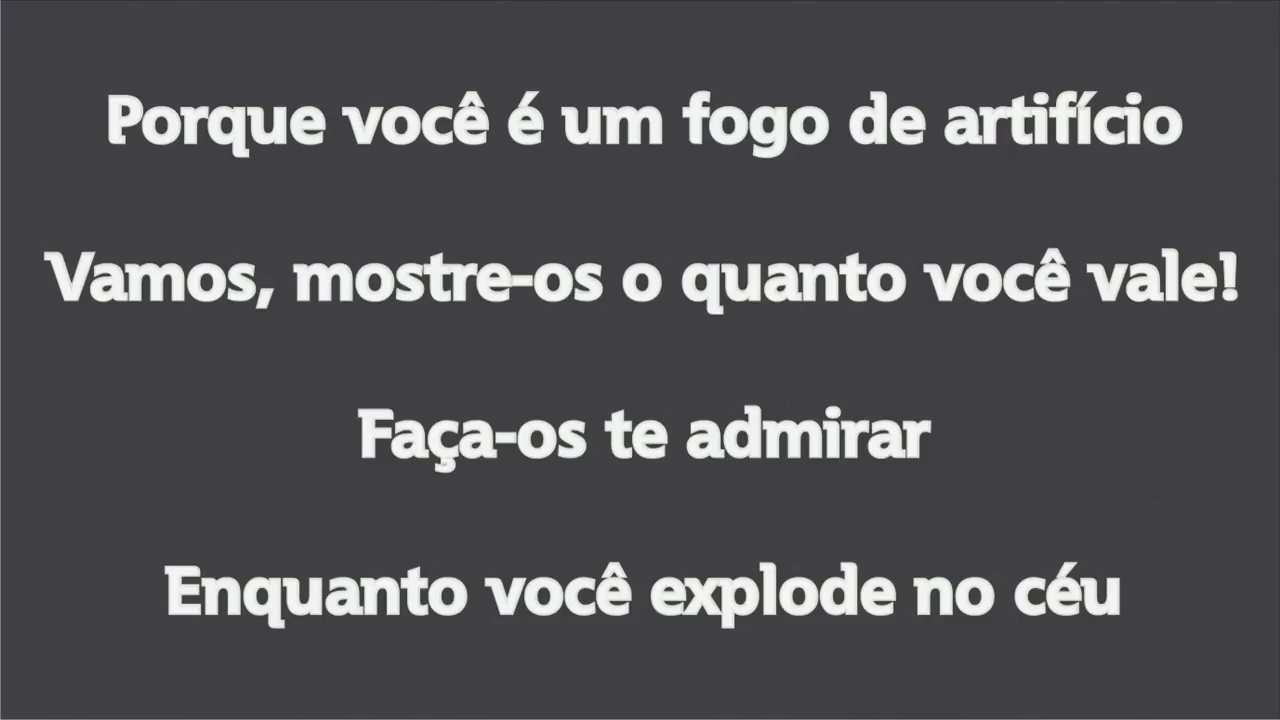 Porque você é um fogo de artifício
Vamos, mostre-os o quanto você vale!
Faça-os te admirar
Enquanto você explode no céu